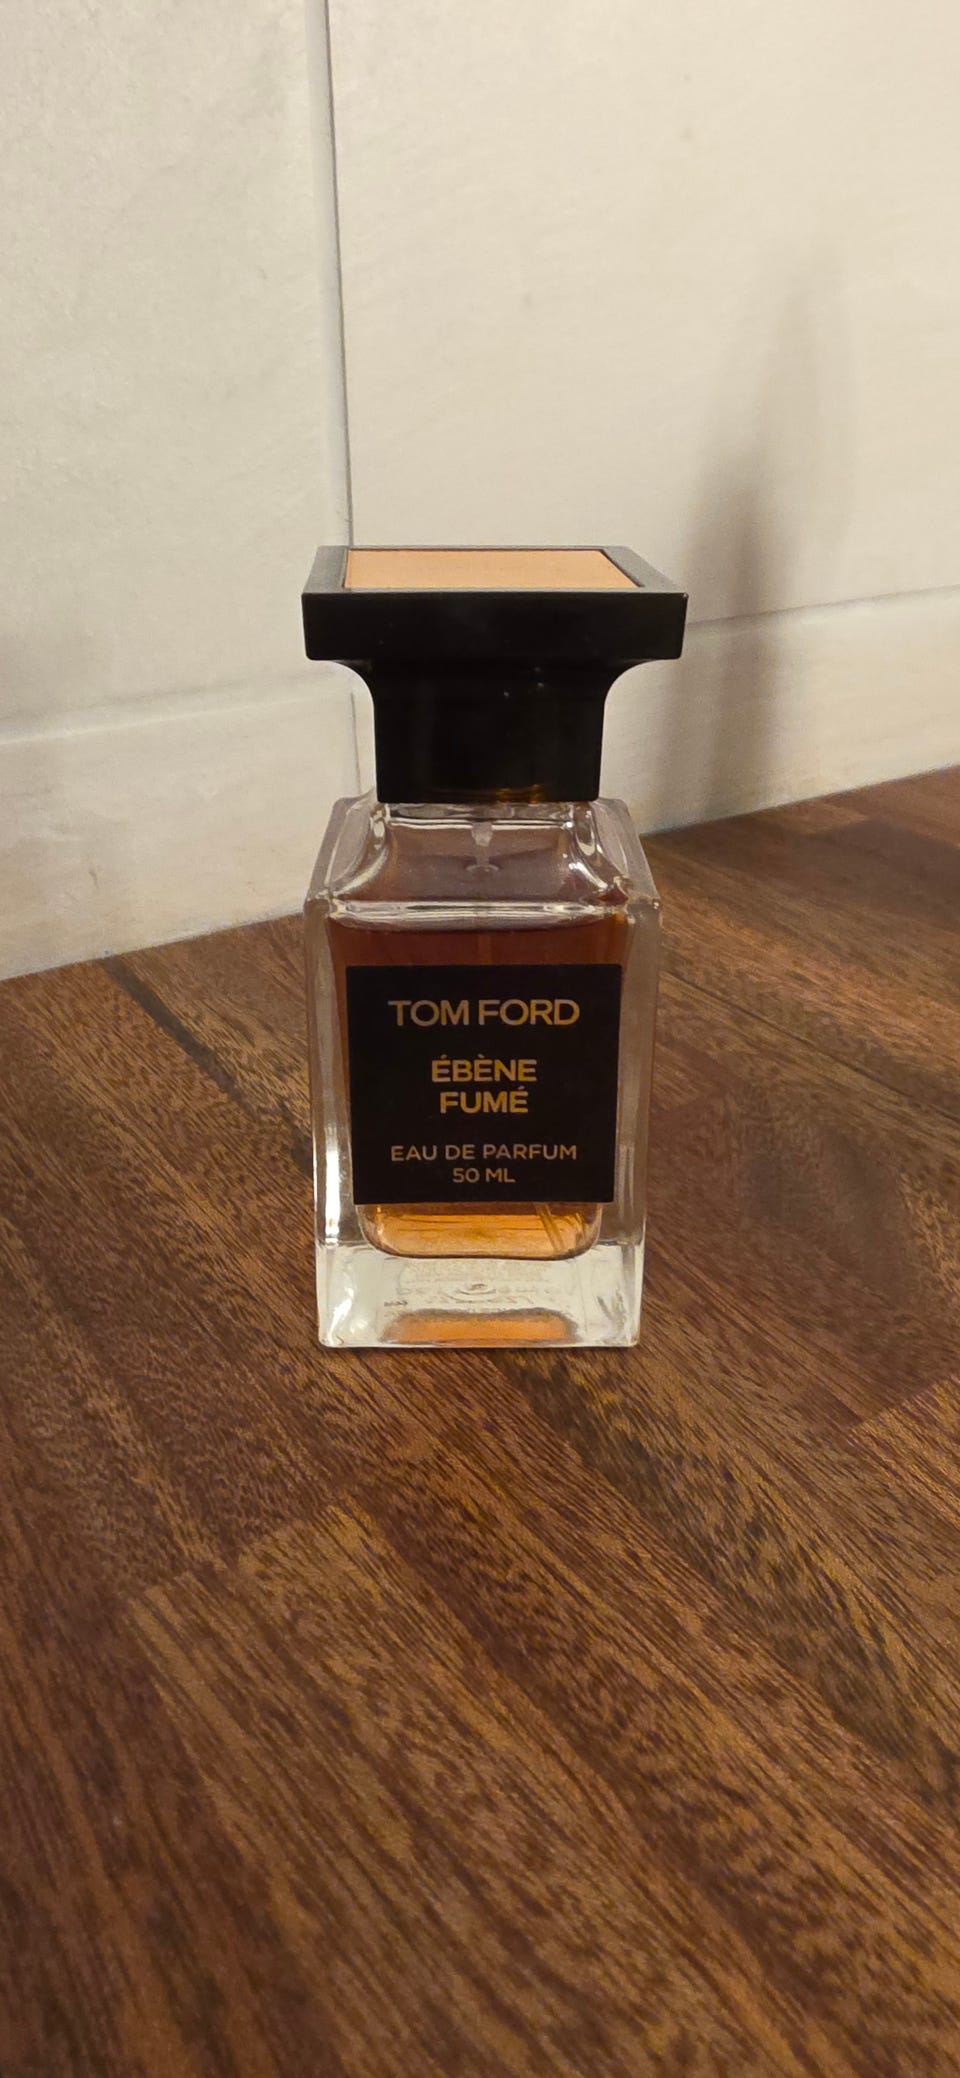 TOM FORD
ÉBÈNE
FUMÉ
EAU DE PARFUM
50 ML